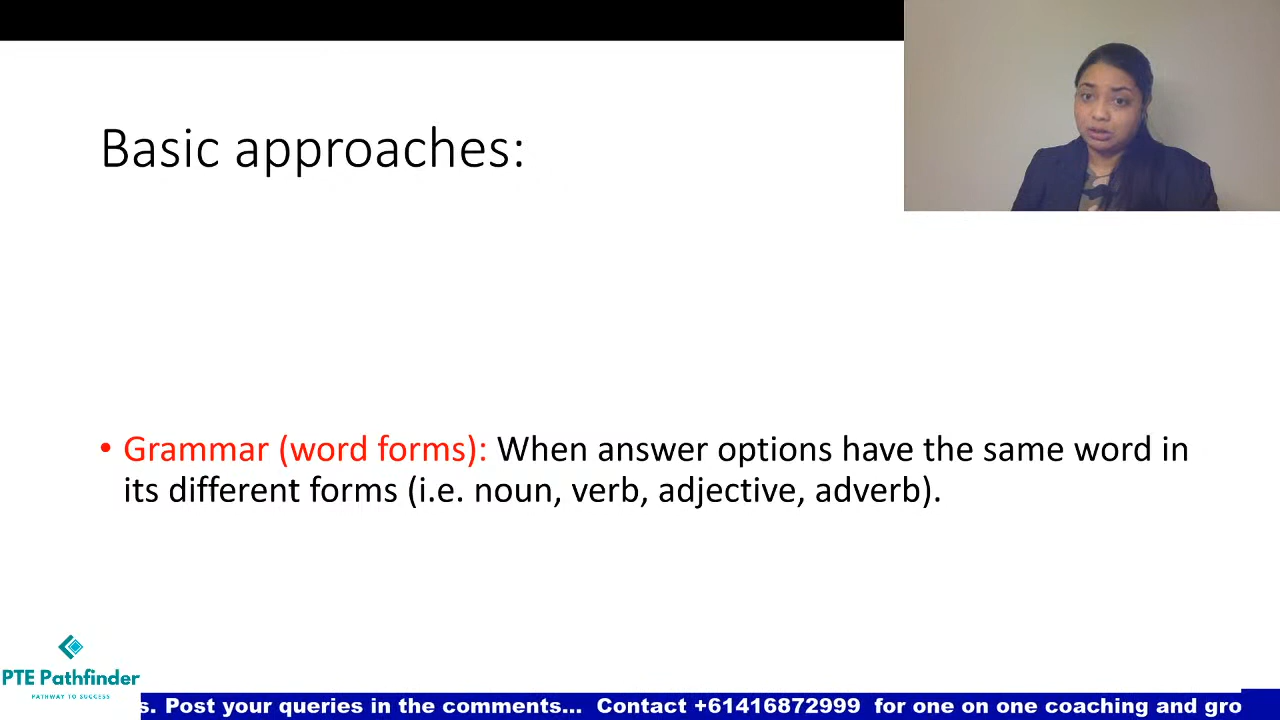 Basic approaches:
• Grammar (word forms): When answer options have the same word in
its different forms (i.e. noun, verb, adjective, adverb).
PTE Pathfinder
PATHWAY TO SUCCESS
s. Post your queries in the comments... Contact +61416872999 for one on one coaching and gro